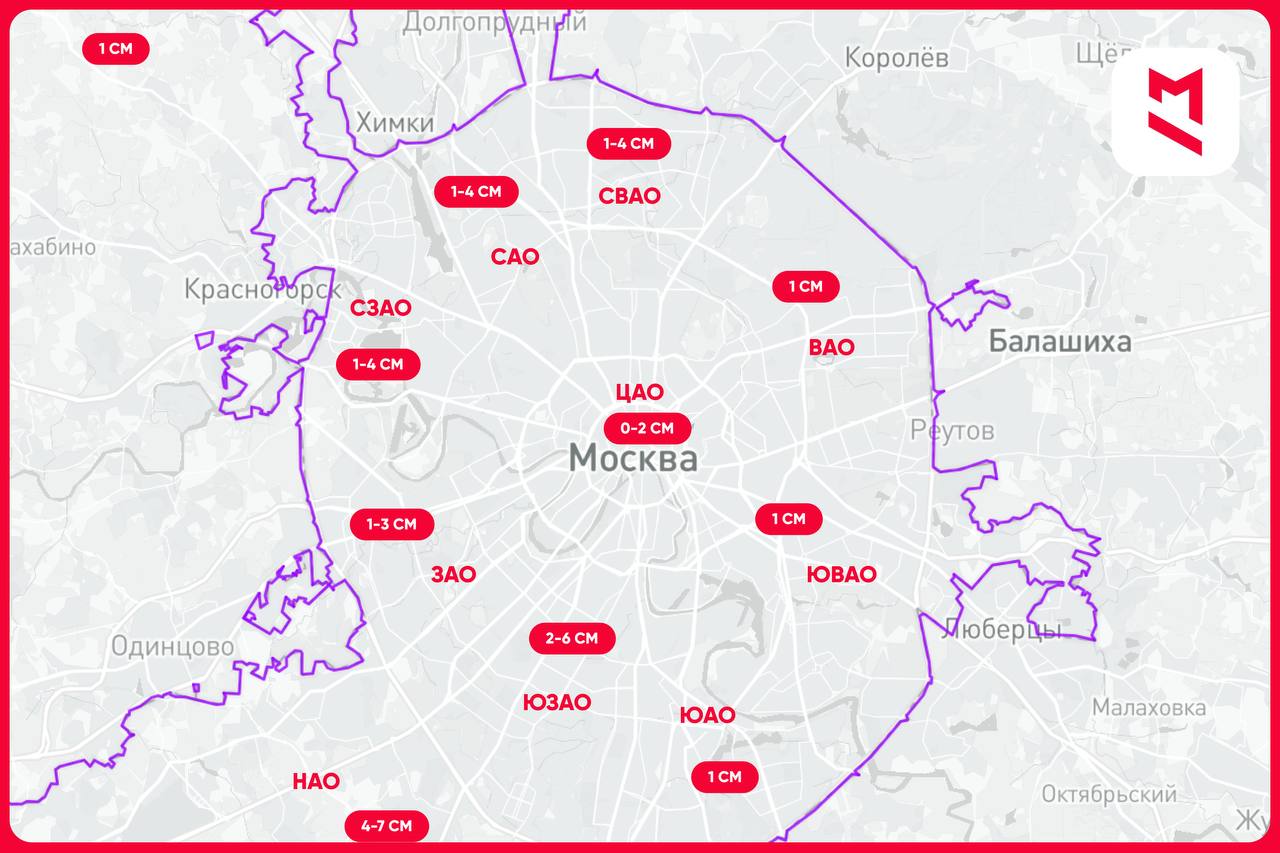 Долгопрудный
1 СМ
Королёв
Щёл
Химки
1-4 СМ
1-4 СМ
СВАО
ахабино
САО
Красногорск
1 СМ
СЗАО
Балашиха
ВАО
1-4 СМ
ЦАО
0-2 СМ
Реутов
Москва
1-3 СМ
1 СМ
ЗАО
ЮВАО
Люберцы
2-6 СМ
Одинцово
ЮЗАО
ЮАО
Малаховка
НАО
1 СМ
Октябрьский
4-7 СМ
Жу